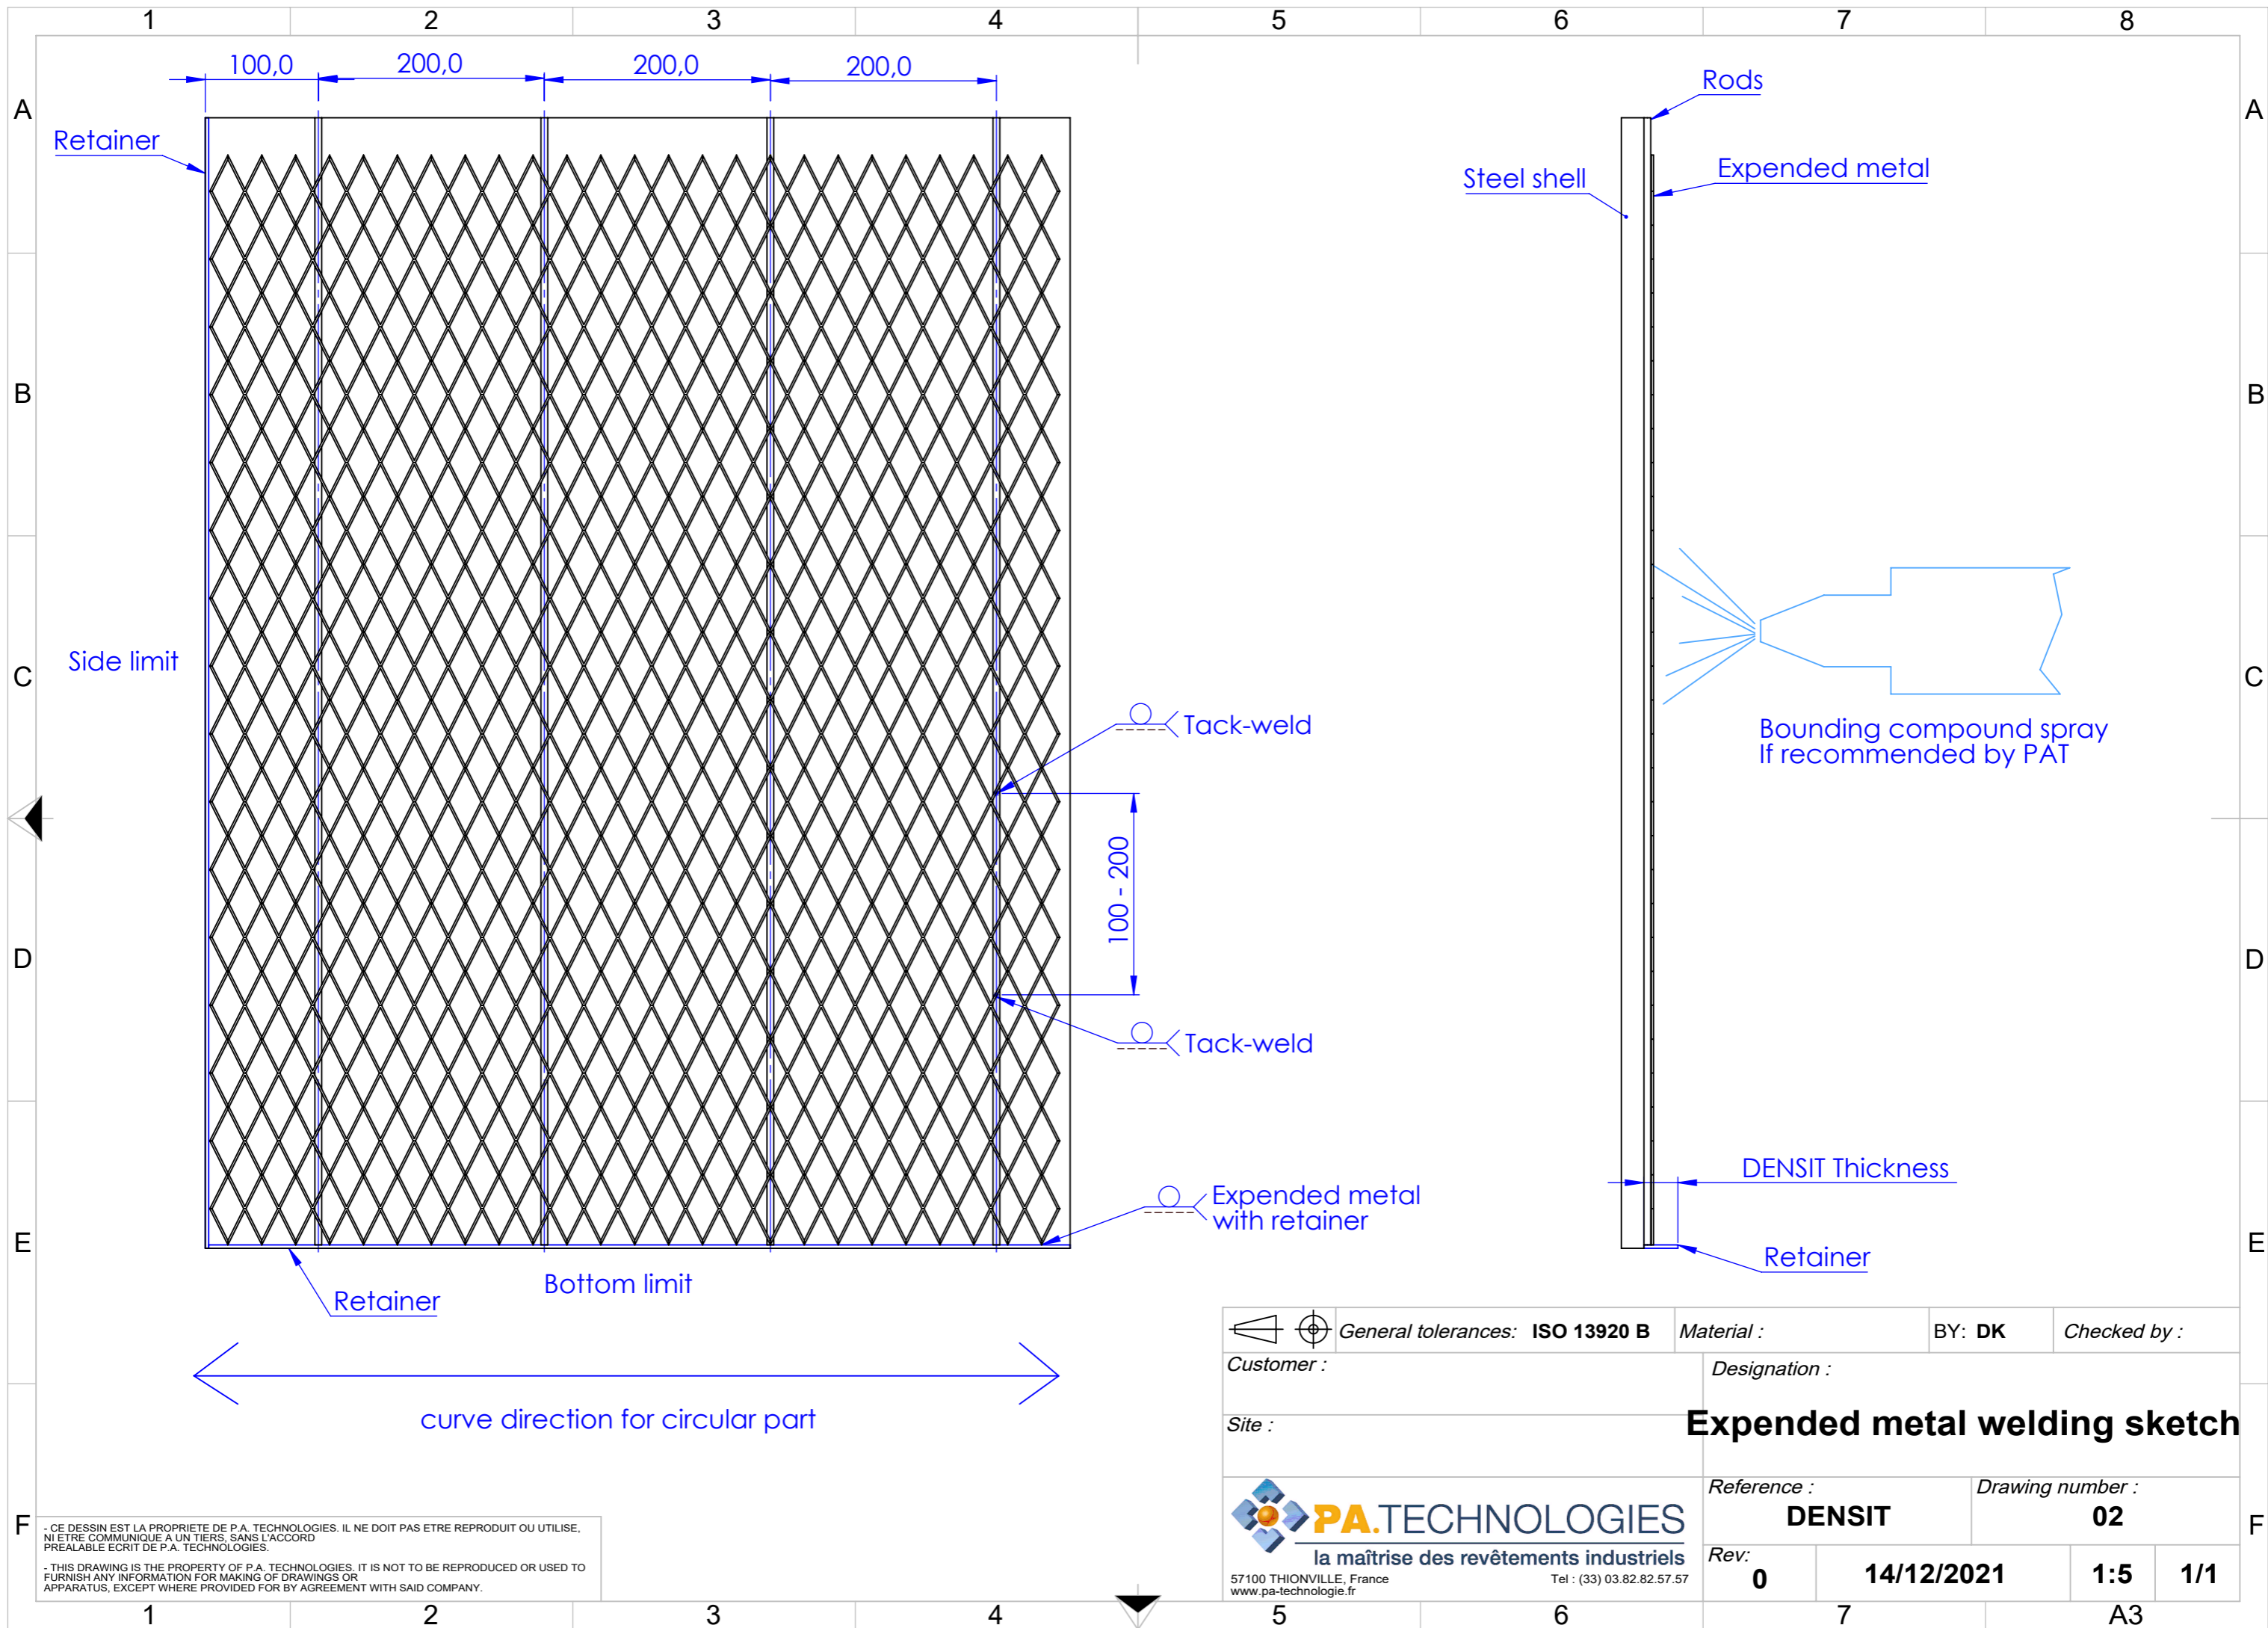 1 2 3 4 5 6 7 8
A
A
B
B
C
C
D
D
E
E
F
F
100,0
200,0
200,0
200,0
Retainer
Side limit
Tack-weld
100 - 200
Tack-weld
Expended metal
with retainer
Retainer
Bottom limit
curve direction for circular part
Rods
Steel shell
Expended metal
Bounding compound spray
If recommended by PAT
DENSIT Thickness
Retainer
General tolerances: ISO 13920 B
Material :
BY: DK
Checked by :
Customer :
Designation :
Expended metal welding sketch
Site :
PA.TECHNOLOGIES
la maîtrise des revêtements industriels
57100 THIONVILLE, France
Tel : (33) 03.82.82.57.57
www.pa-technologie.fr
Reference :
DENSIT
Drawing number :
02
Rev:
0
14/12/2021
1:5
1/1
- CE DESSIN EST LA PROPRIETE DE P.A. TECHNOLOGIES. IL NE DOIT PAS ETRE REPRODUIT OU UTILISE,
NI ETRE COMMUNIQUE A UN TIERS, SANS L'ACCORD
PREALABLE ECRIT DE P.A. TECHNOLOGIES.
- THIS DRAWING IS THE PROPERTY OF P.A. TECHNOLOGIES. IT IS NOT TO BE REPRODUCED OR USED TO
FURNISH ANY INFORMATION FOR MAKING OF DRAWINGS OR
APPARATUS, EXCEPT WHERE PROVIDED FOR BY AGREEMENT WITH SAID COMPANY.
1 2 3 4 5 6 7 A3